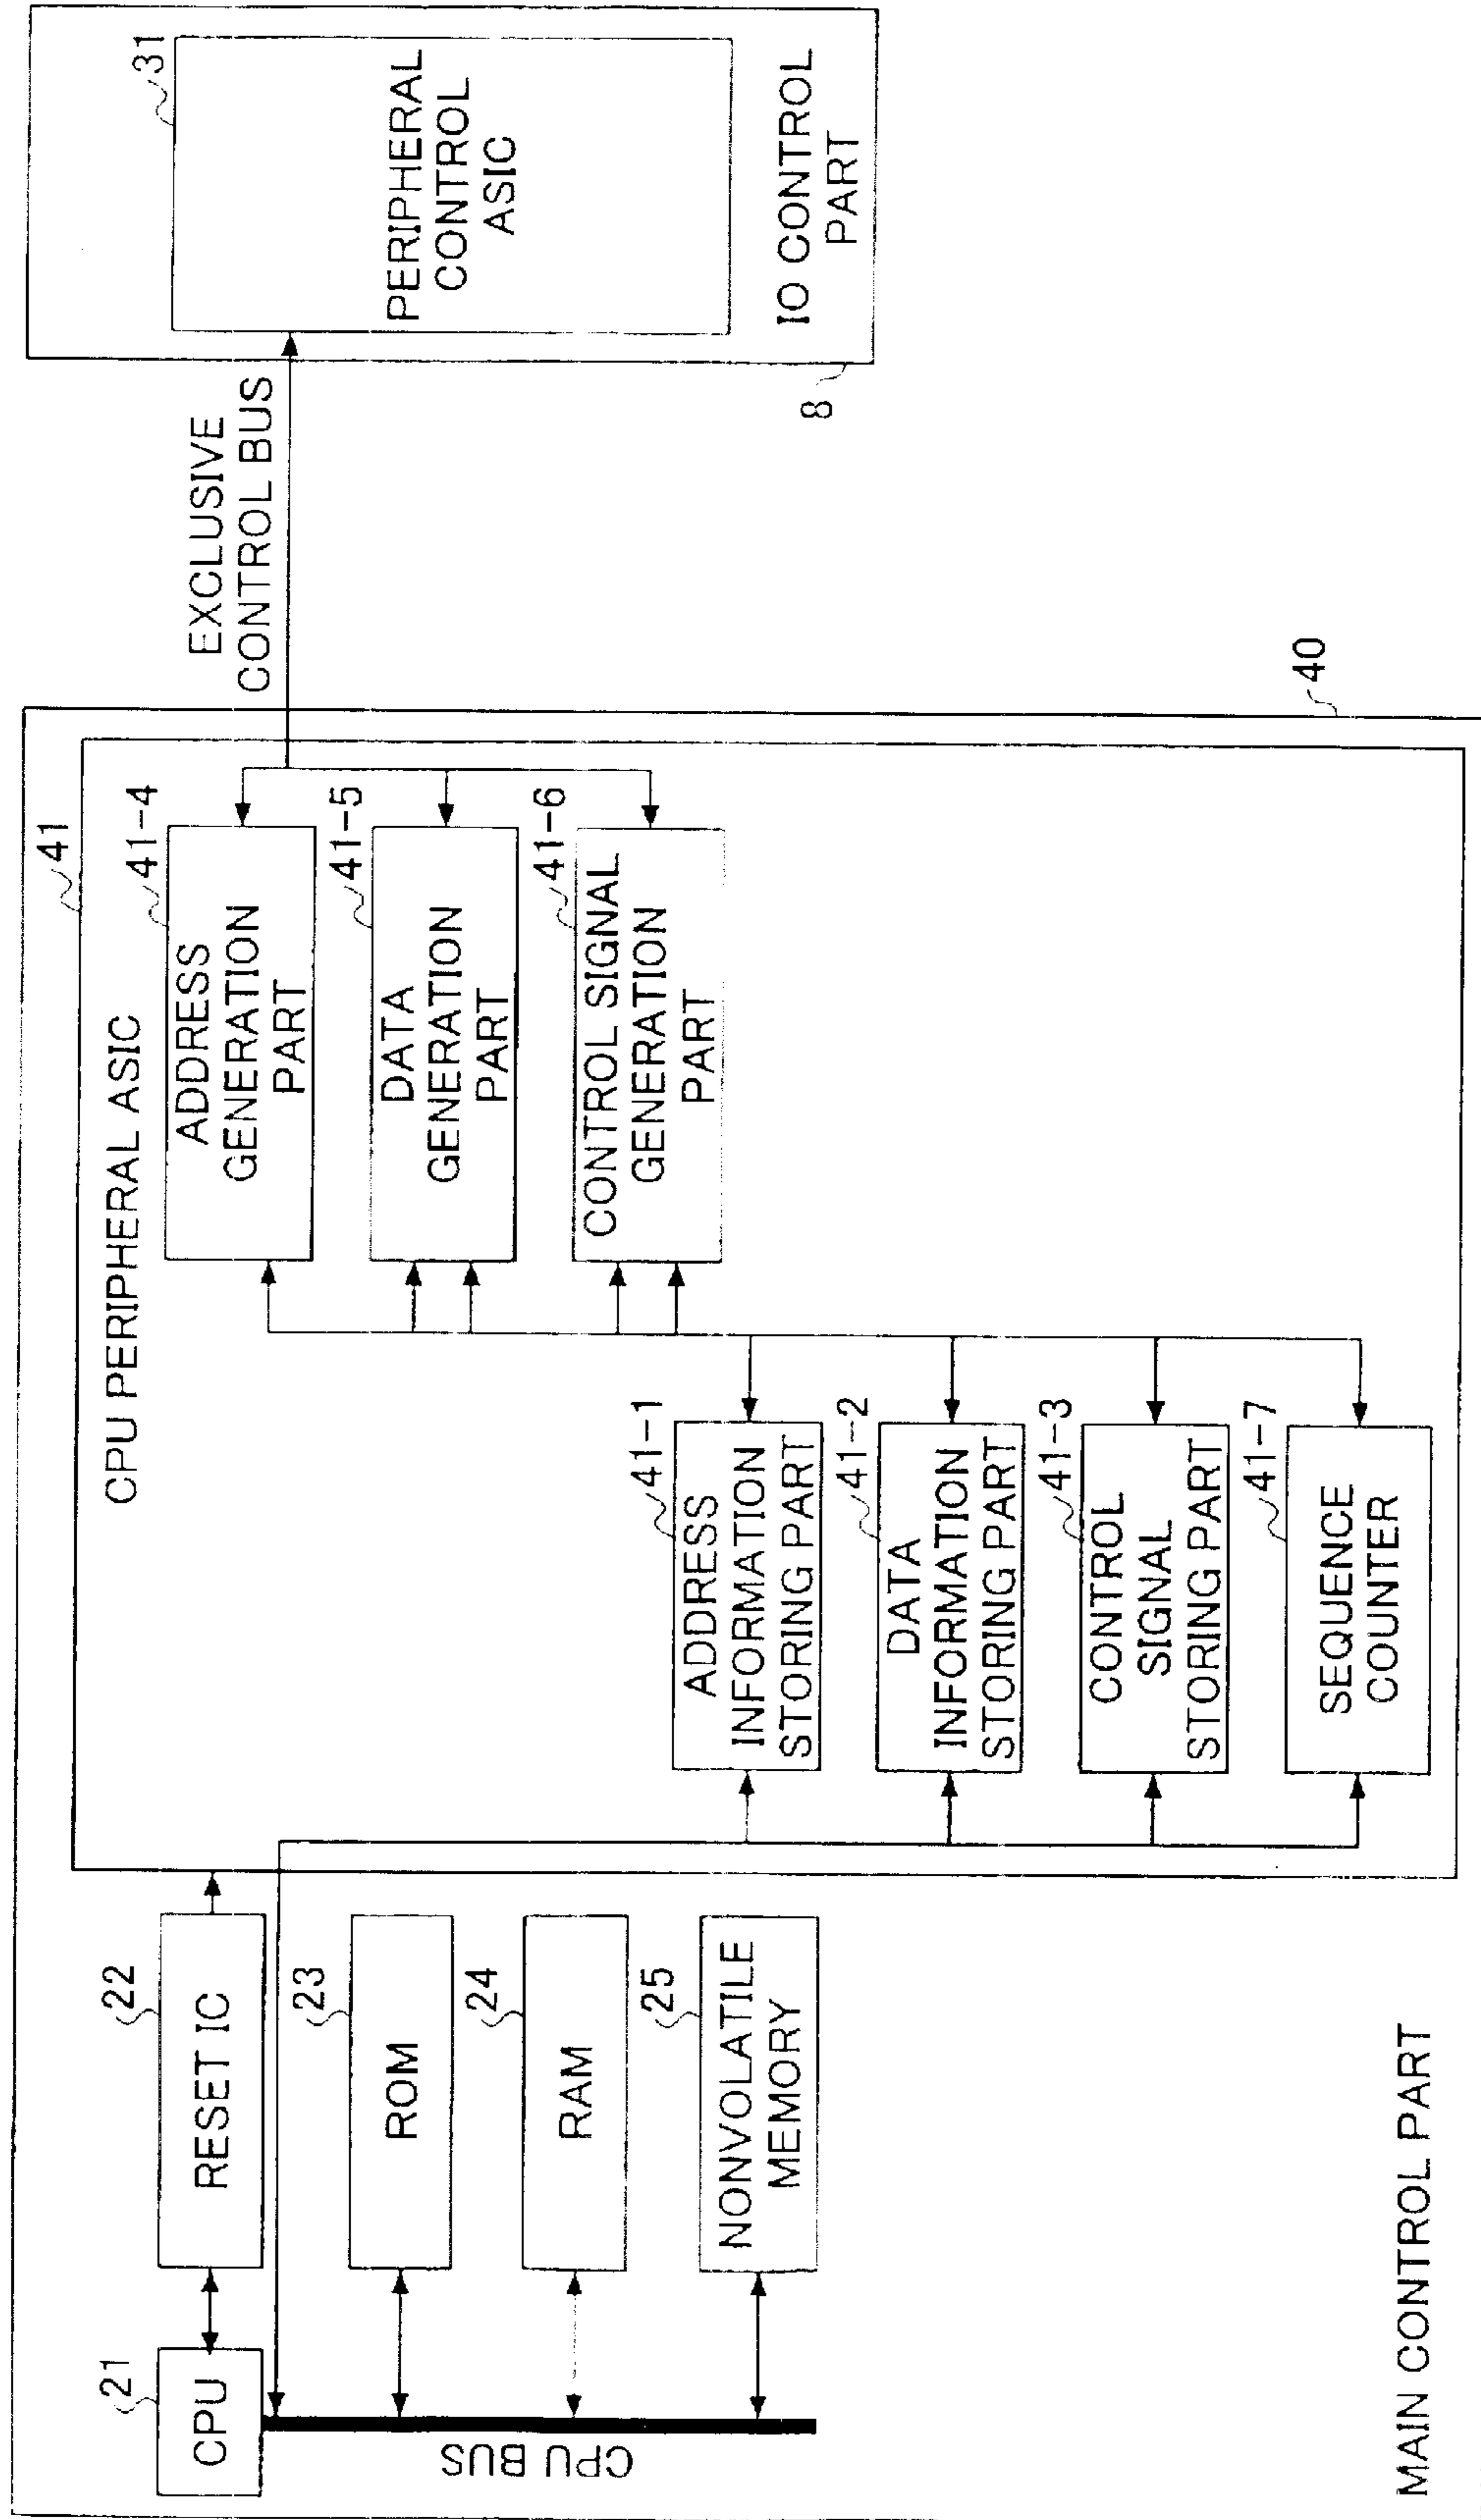 MAIN CONTROL PART
40
CPU
21
CPU BUS
RESET IC
22
ROM
23
RAM
24
NONVOLATILE
MEMORY
25
CPU PERIPHERAL ASIC
41
ADDRESS
INFORMATION
STORING PART
41-1
DATA
INFORMATION
STORING PART
41-2
CONTROL
SIGNAL
STORING PART
41-3
SEQUENCE
COUNTER
41-7
ADDRESS
GENERATION
PART
41-4
DATA
GENERATION
PART
41-5
CONTROL SIGNAL
GENERATION
PART
41-6
EXCLUSIVE
CONTROL BUS
PERIPHERAL
CONTROL
ASIC
31
IO CONTROL
PART
8